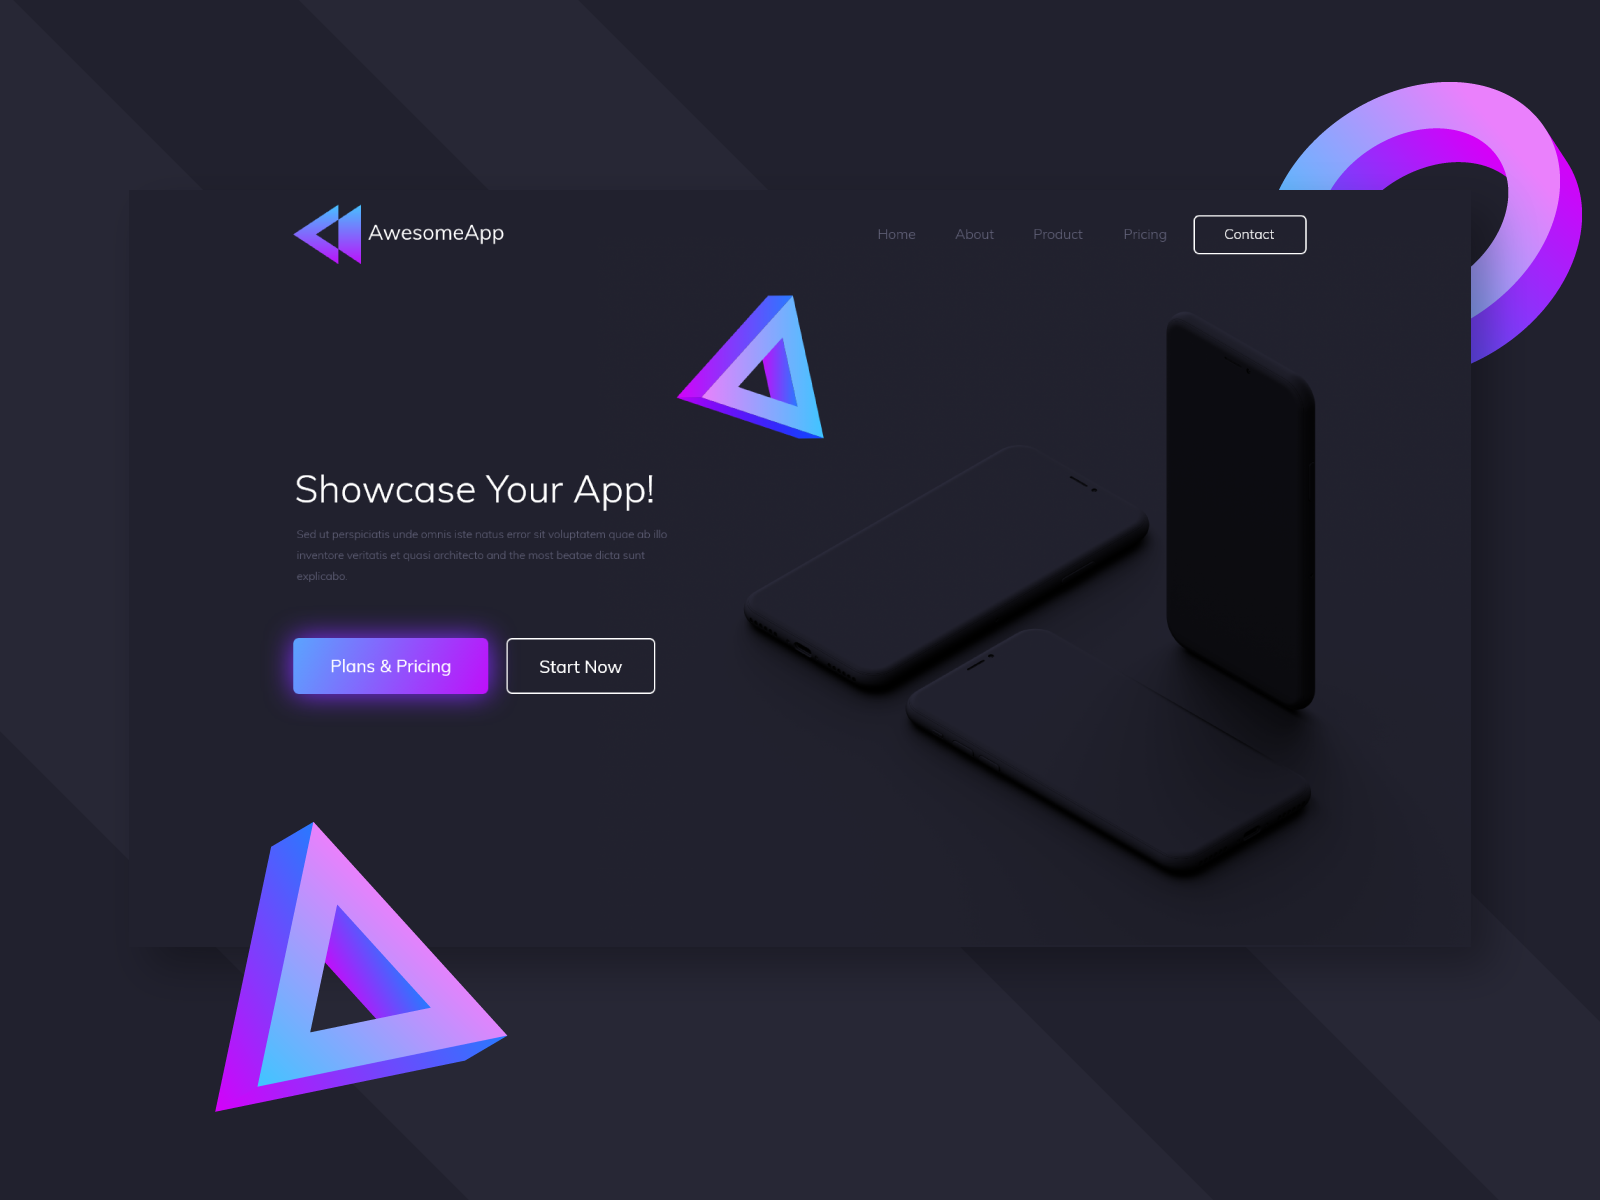 AwesomeApp
Home About Product Pricing Contact
Showcase Your App!
Sed ut perspiciatis unde omnis iste natus error sit voluptatem quae ab illo
inventore veritatis et quasi architecto and the most beatae dicta sunt
explicabo.
Plans & Pricing Start Now